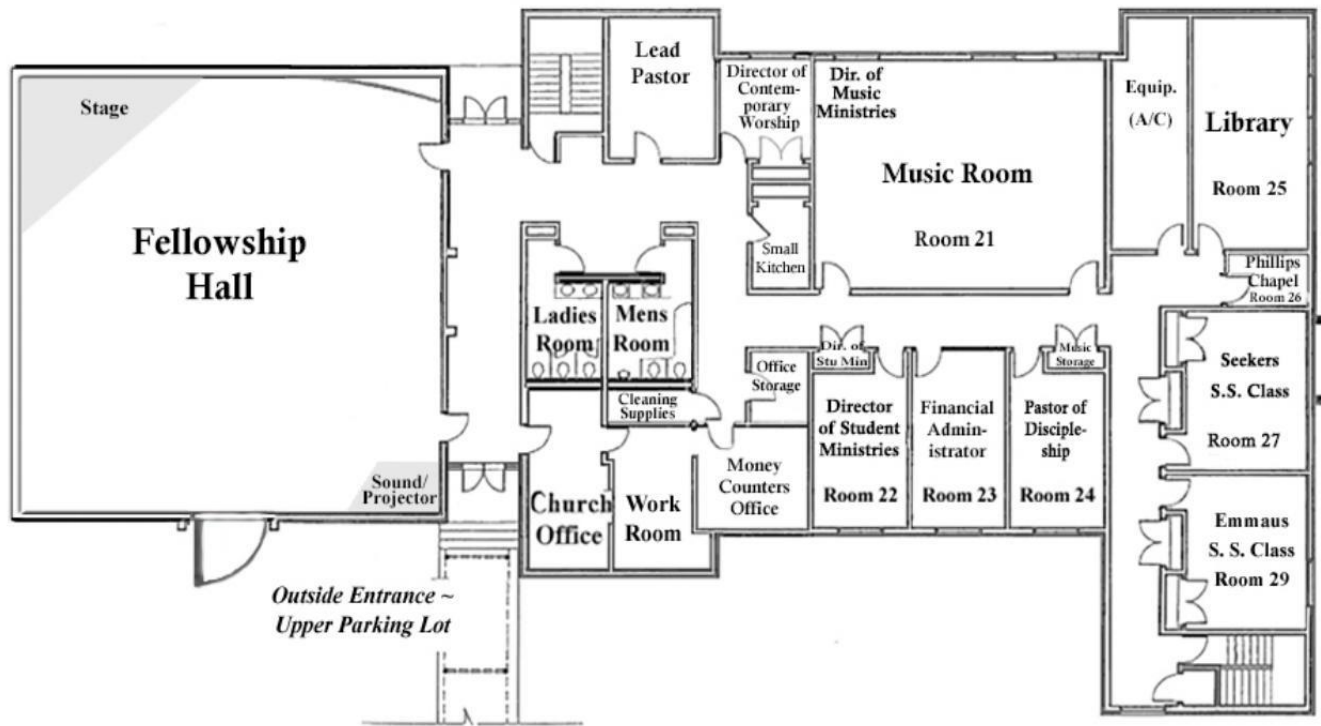 Stage
Fellowship
Hall
Sound/
Projector
Outside Entrance ~
Upper Parking Lot
Lead
Pastor
Director of
Contem-
porary
Worship
Dir. of
Music
Ministries
Music Room
Room 21
Small
Kitchen
Equip.
(A/C)
Library
Room 25
Phillips
Chapel
Room 26
Ladies
Room
Mens
Room
Cleaning
Supplies
Church
Office
Work
Room
Office
Storage
Money
Counters
Office
Dir. of
Stu Min
Director
of Student
Ministries
Room 22
Financial
Admin-
istrator
Room 23
Music
Storage
Pastor of
Disciple-
ship
Room 24
Seekers
S.S. Class
Room 27
Emmaus
S. S. Class
Room 29